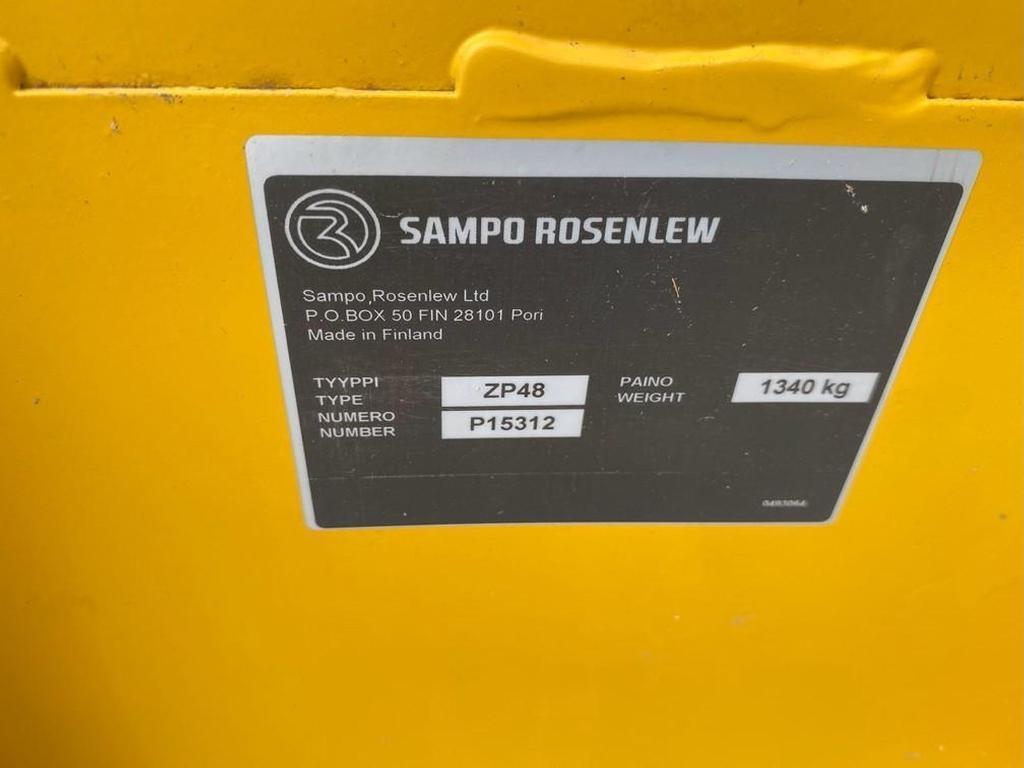 SAMPO ROSENLEW
Sampo Rosenlew Ltd
P.O.BOX 50 FIN 28101 Pori
Made in Finland
TYYPPI
TYPE
ZP48
PAINO
WEIGHT
1340 kg
NUMERO
NUMBER
P15312